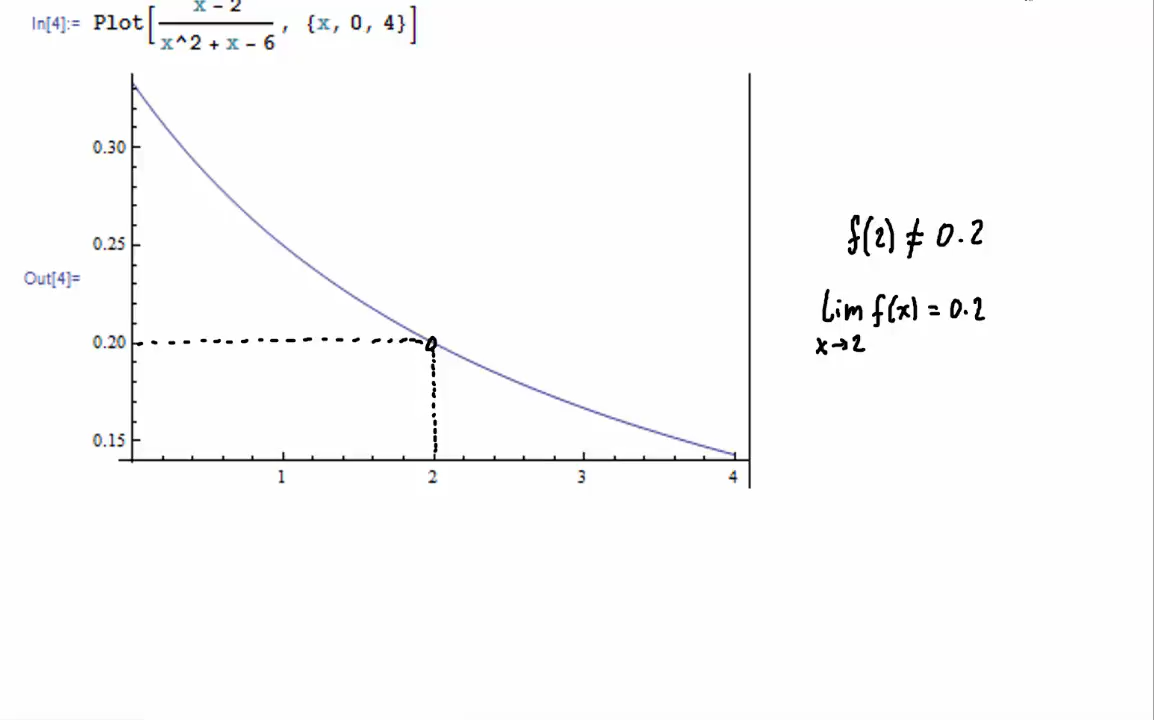 x - 2
In[4]:= Plot[ x^2 + x - 6 , {x, 0, 4}]
0.30
0.25
Out[4]=
0.20
0.15
1 2 3 4
f(2) ≠ 0.2
lim f(x) = 0.2
x→2